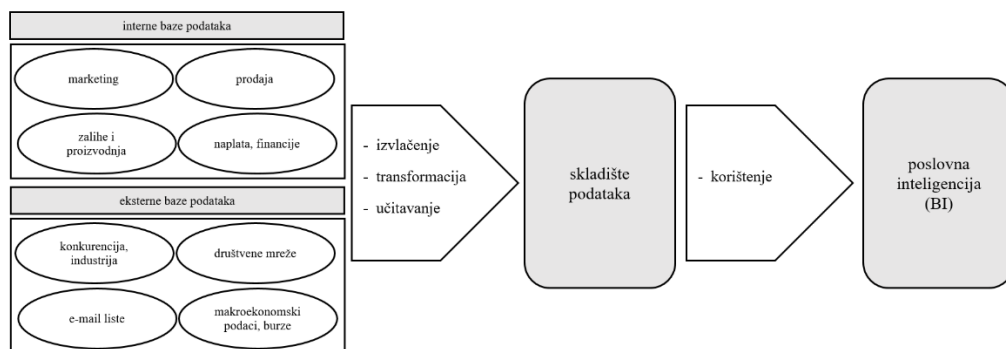 interne baze podataka
marketing
prodaja
zalihe i
proizvodnja
naplata, financije
eksterne baze podataka
konkurencija,
industrija
društvene mreže
e-mail liste
makroekonomski
podaci, burze
- izvlačenje
- transformacija
- učitavanje
skladište
podataka
- korištenje
poslovna
inteligencija
(BI)